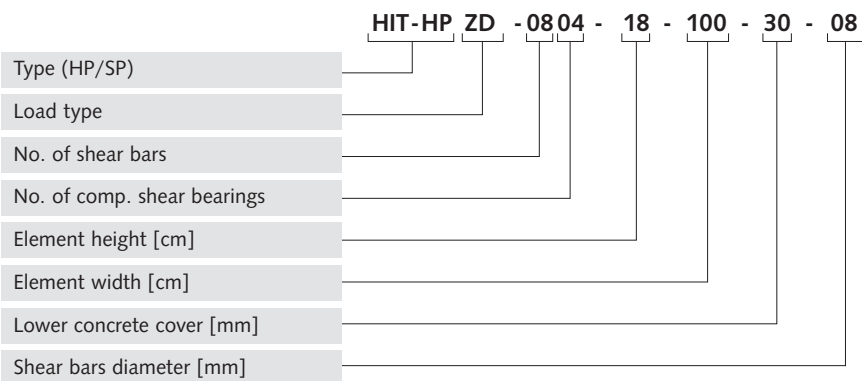 HIT-HP ZD -08 04 - 18 - 100 - 30 - 08
Type (HP/SP)
Load type
No. of shear bars
No. of comp. shear bearings
Element height [cm]
Element width [cm]
Lower concrete cover [mm]
Shear bars diameter [mm]